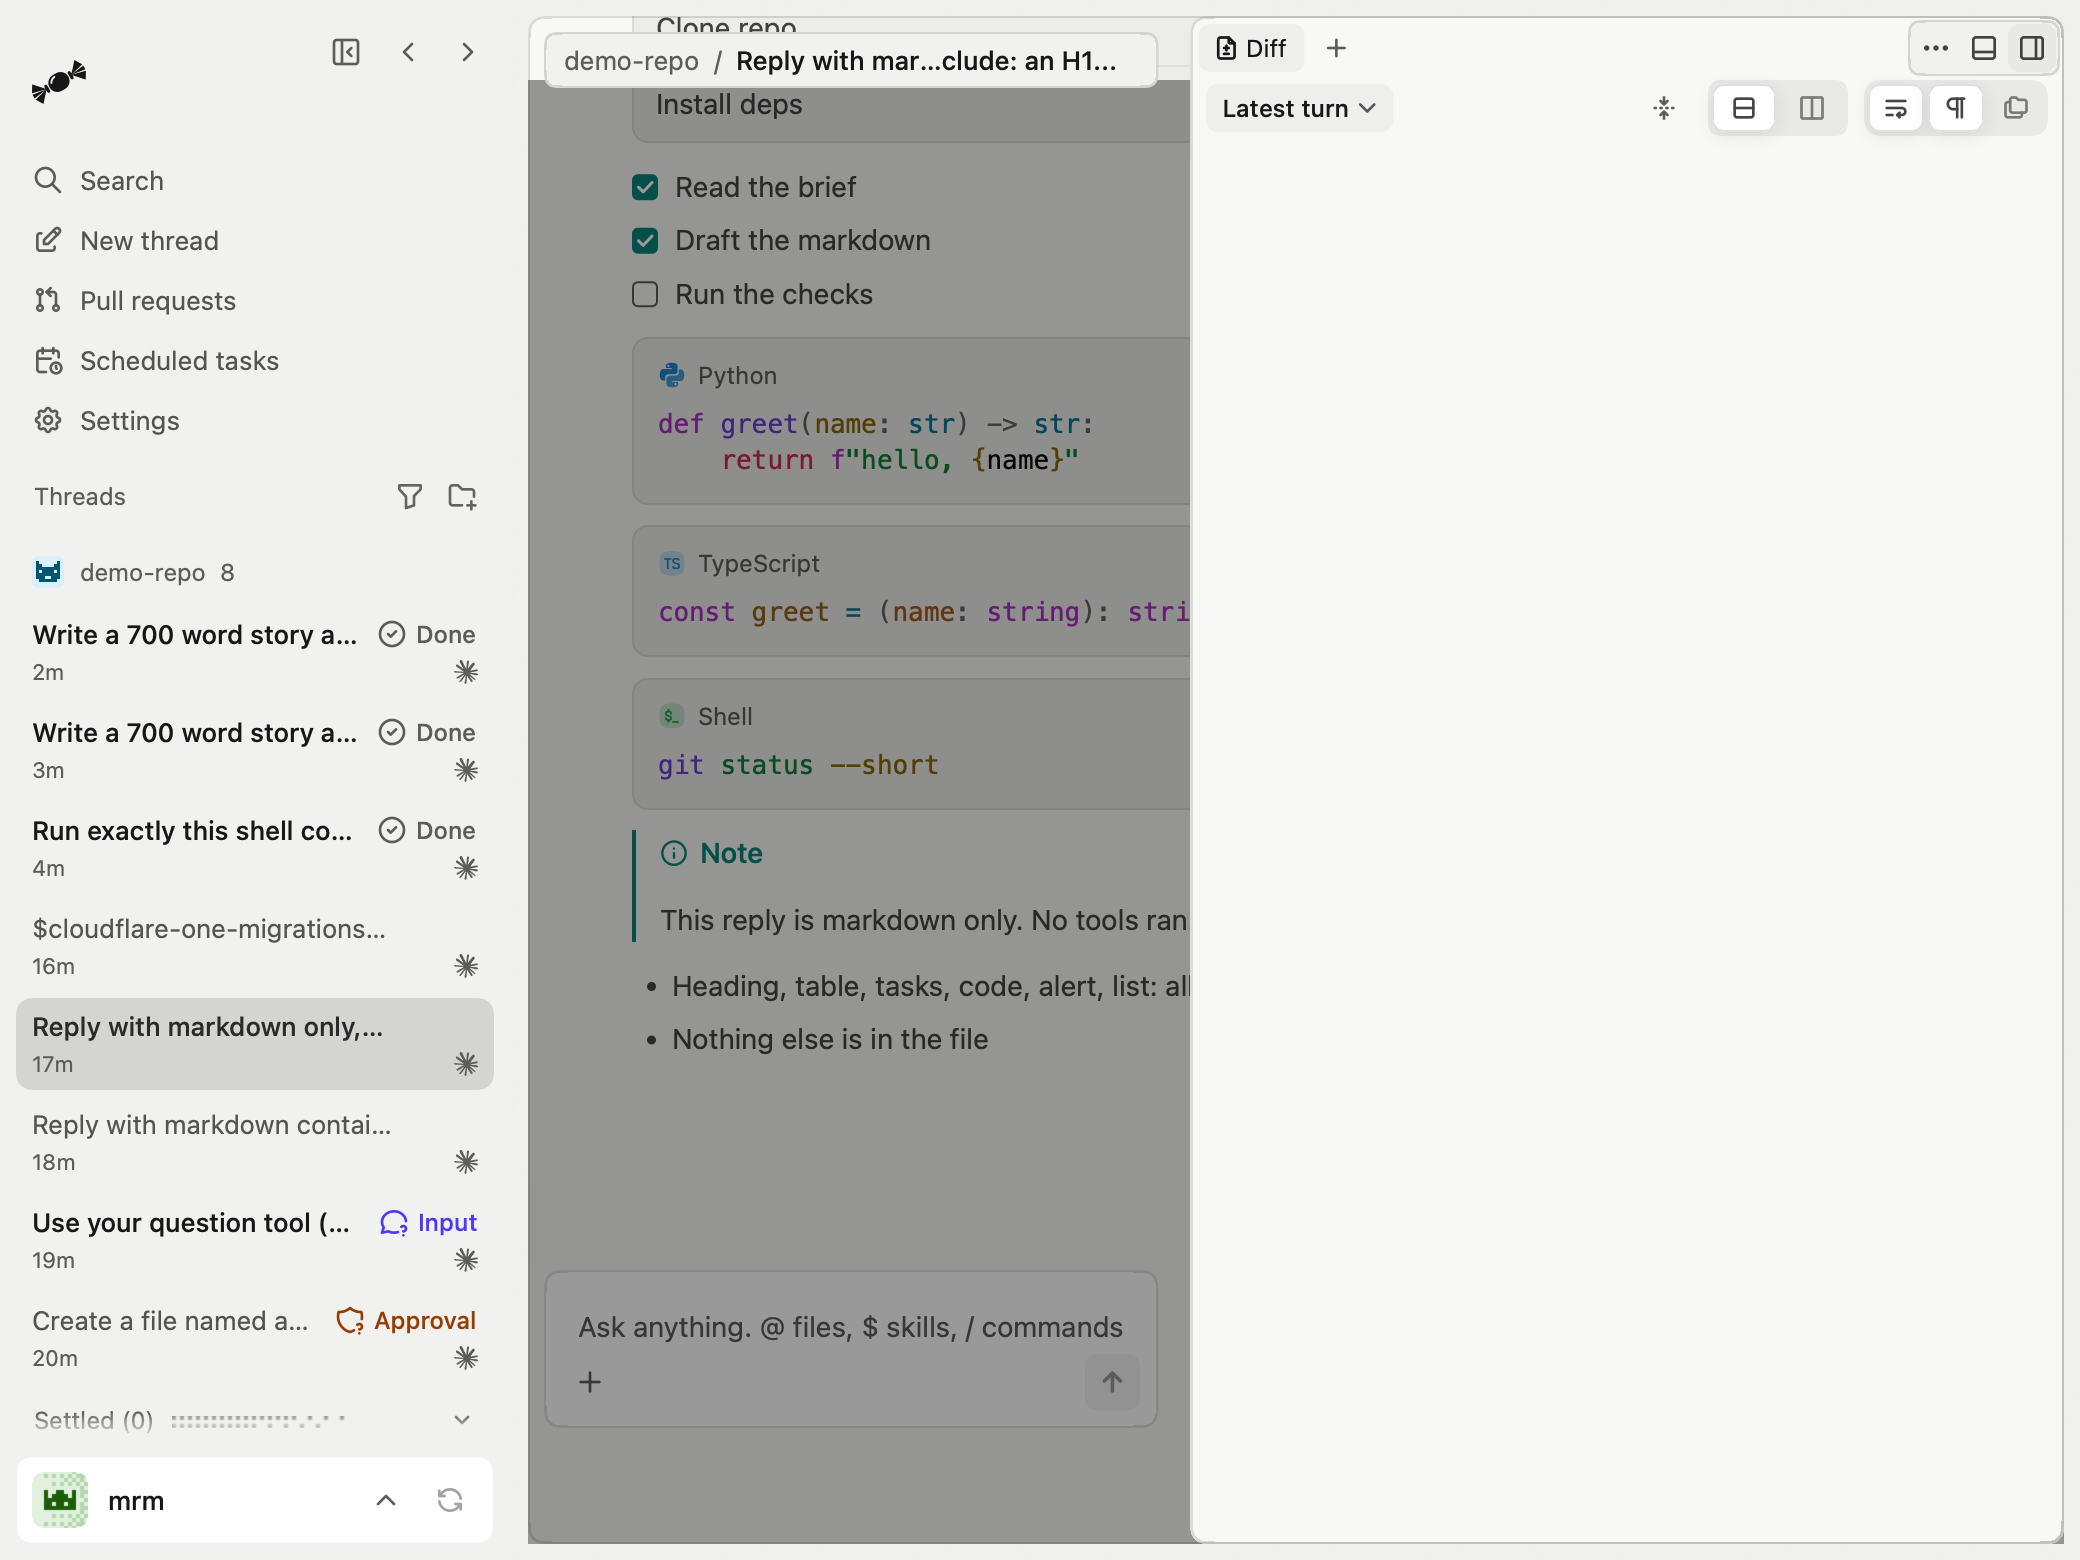 Search
New thread
Pull requests
Scheduled tasks
Settings
Threads
demo-repo 8
Write a 700 word story a... Done
2m
Write a 700 word story a... Done
3m
Run exactly this shell co... Done
4m
$cloudflare-one-migrations...
16m
Reply with markdown only,...
17m
Reply with markdown contai...
18m
Use your question tool (... Input
19m
Create a file named a... Approval
20m
Settled (0)
mrm
Clone repo
demo-repo / Reply with mar...clude: an H1...
Install deps
Read the brief
Draft the markdown
Run the checks
Python
def greet(name: str) -> str:
return f"hello, {name}"
TS TypeScript
const greet = (name: string): stri
$_ Shell
git status --short
Note
This reply is markdown only. No tools ran
Heading, table, tasks, code, alert, list: all
Nothing else is in the file
Ask anything. @ files, $ skills, / commands
Diff
Latest turn